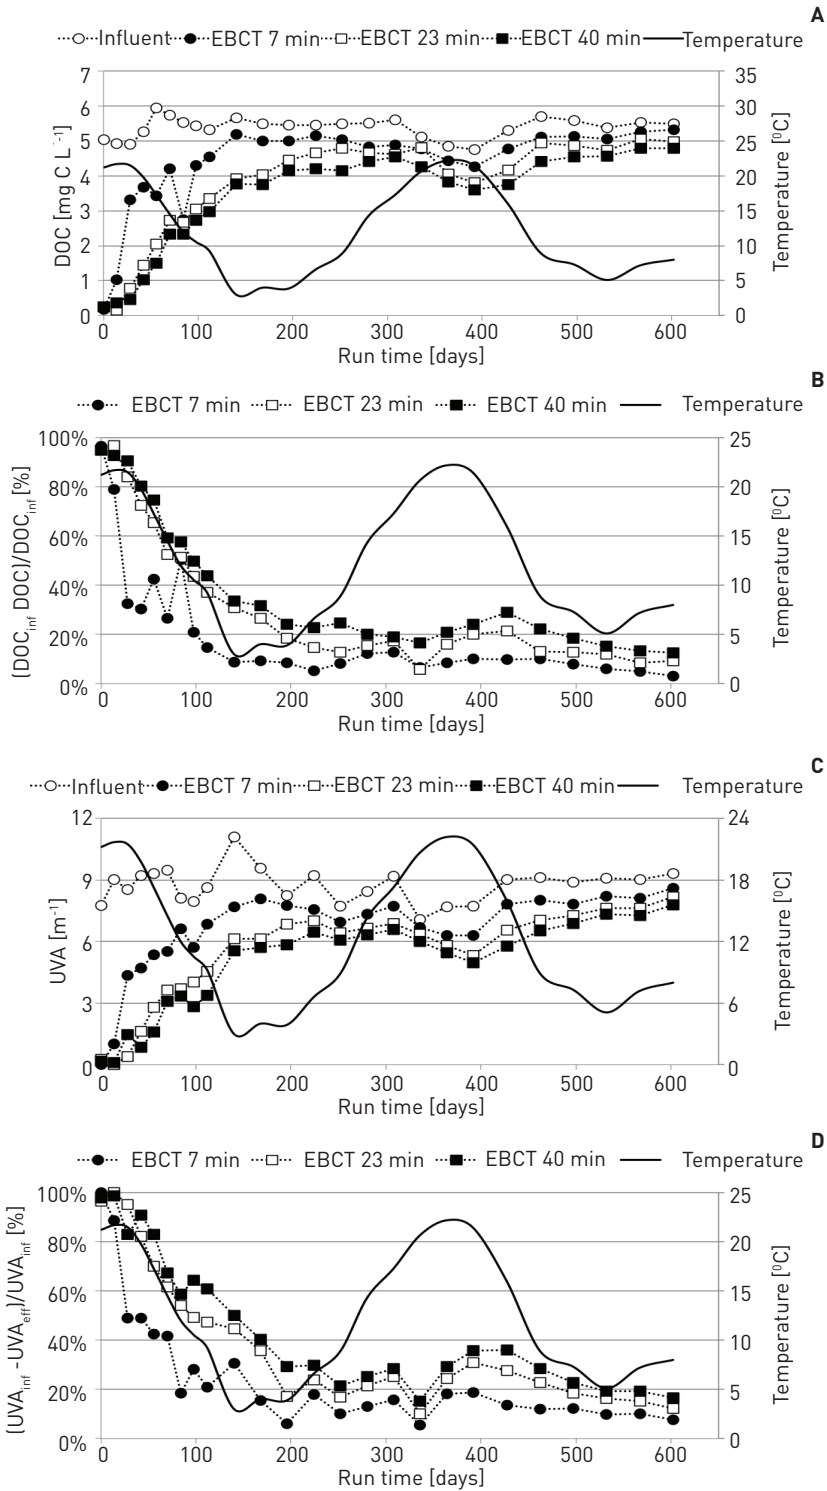 A
Influent EBCT 7 min EBCT 23 min EBCT 40 min Temperature
DOC [mg C L⁻¹]
7
6
5
4
3
2
1
0
35
30
25
20
15
10
5
0
Temperature [⁰C]
0 100 200 300 400 500 600
Run time [days]
B
EBCT 7 min EBCT 23 min EBCT 40 min Temperature
(DOCinf DOC)/DOCinf [%]
100%
80%
60%
40%
20%
0%
25
20
15
10
5
0
Temperature [⁰C]
0 100 200 300 400 500 600
Run time [days]
C
Influent EBCT 7 min EBCT 23 min EBCT 40 min Temperature
UVA [m⁻¹]
12
9
6
3
0
24
18
12
6
0
Temperature [⁰C]
0 100 200 300 400 500 600
Run time [days]
D
EBCT 7 min EBCT 23 min EBCT 40 min Temperature
(UVAinf -UVAeff)/UVAinf [%]
100%
80%
60%
40%
20%
0%
25
20
15
10
5
0
Temperature [⁰C]
0 100 200 300 400 500 600
Run time [days]